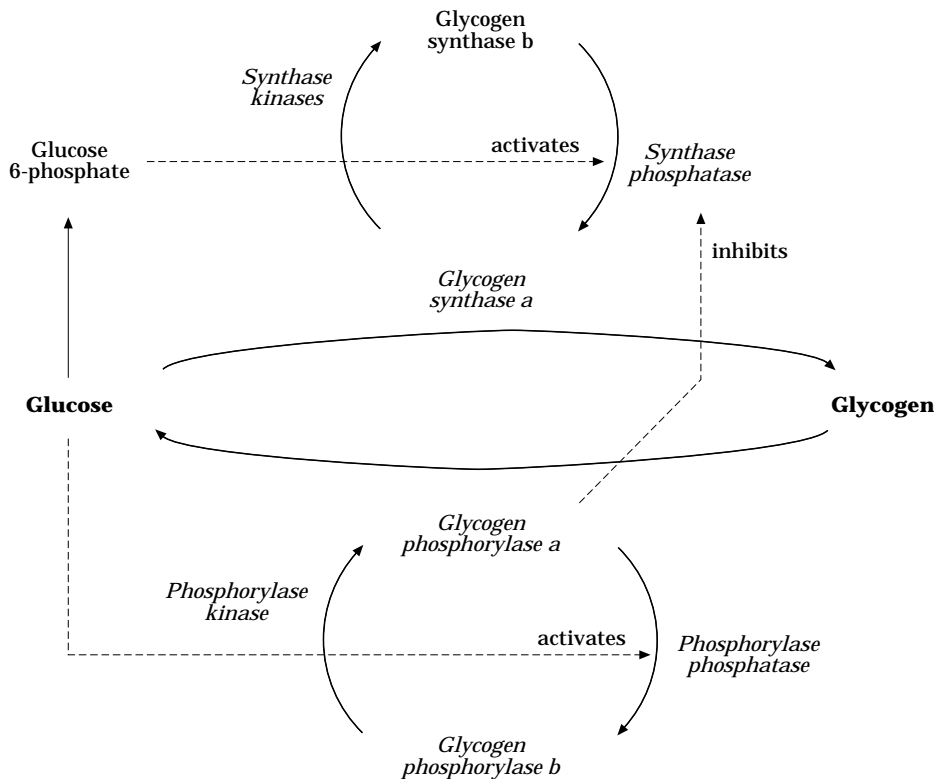 Glycogen
synthase b
Synthase
kinases
activates
Glucose
6-phosphate
Synthase
phosphatase
inhibits
Glycogen
synthase a
Glucose
Glycogen
Glycogen
phosphorylase a
Phosphorylase
kinase
activates
Phosphorylase
phosphatase
Glycogen
phosphorylase b